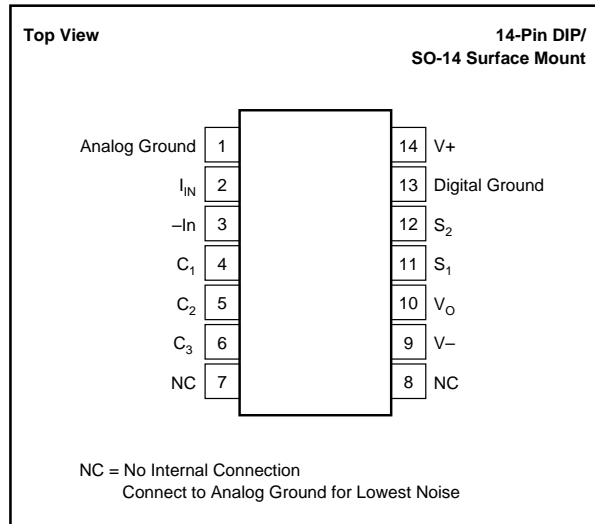 Top View
14-Pin DIP/
SO-14 Surface Mount
Analog Ground 1 14 V+
I_IN 2 13 Digital Ground
–In 3 12 S_2
C_1 4 11 S_1
C_2 5 10 V_O
C_3 6 9 V–
NC 7 8 NC
NC = No Internal Connection
Connect to Analog Ground for Lowest Noise